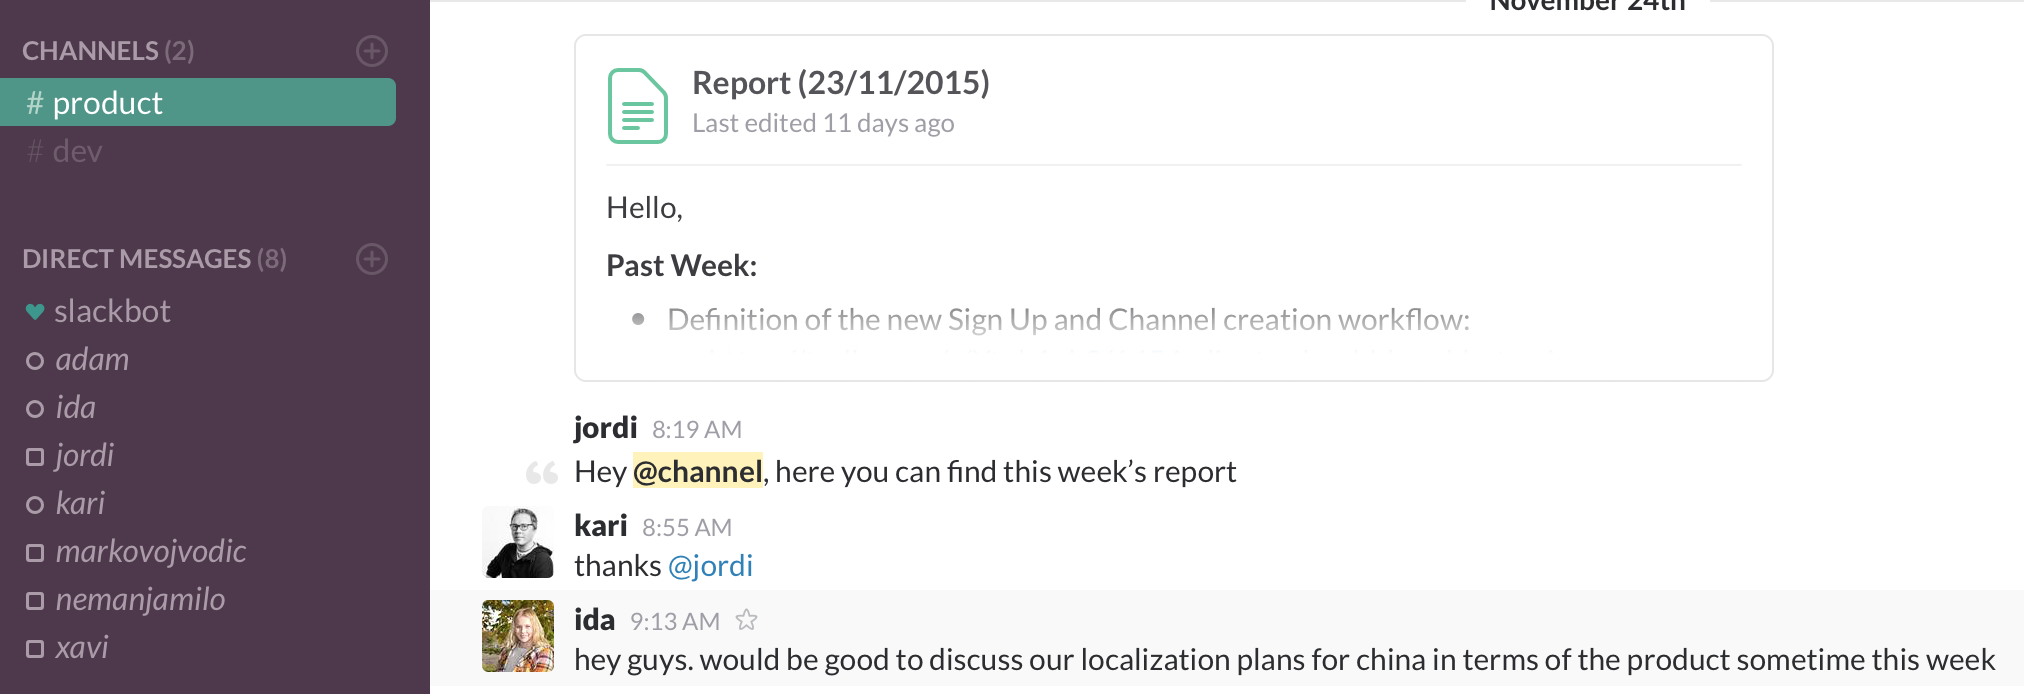 November 24th
CHANNELS (2)
# product
# dev
DIRECT MESSAGES (8)
slackbot
adam
ida
jordi
kari
markovojvodic
nemanjamilo
xavi
Report (23/11/2015)
Last edited 11 days ago
Hello,
Past Week:
• Definition of the new Sign Up and Channel creation workflow:
jordi 8:19 AM
Hey @channel, here you can find this week’s report
kari 8:55 AM
thanks @jordi
ida 9:13 AM
hey guys. would be good to discuss our localization plans for china in terms of the product sometime this week